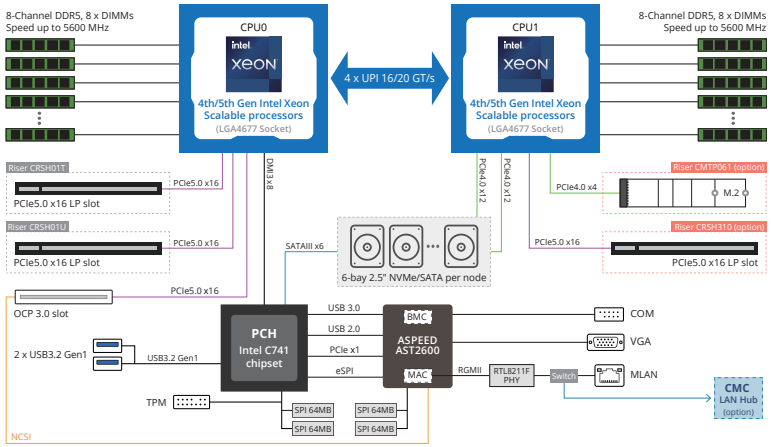 8-Channel DDR5, 8 x DIMMs
Speed up to 5600 MHz
CPU0
intel
xeon
4th/5th Gen Intel Xeon
Scalable processors
(LGA4677 Socket)
4 x UPI 16/20 GT/s
CPU1
intel
xeon
4th/5th Gen Intel Xeon
Scalable processors
(LGA4677 Socket)
8-Channel DDR5, 8 x DIMMs
Speed up to 5600 MHz
Riser CRSH01T
PCIe5.0 x16
PCIe5.0 x16 LP slot
Riser CRSH01U
PCIe5.0 x16
PCIe5.0 x16 LP slot
PCIe5.0 x16
OCP 3.0 slot
DMI3 x8
PCIe4.0 x12
PCIe4.0 x12
Riser CMTP061 (option)
PCIe4.0 x4
M.2
Riser CRSH310 (option)
PCIe5.0 x16
PCIe5.0 x16 LP slot
SATAIII x6
6-bay 2.5" NVMe/SATA per node
PCH
Intel C741
chipset
USB 3.0
USB 2.0
PCIe x1
eSPI
BMC
ASPEED
AST2600
MAC
COM
VGA
RGMII
RTL8211F
PHY
Switch
MLAN
CMC
LAN Hub
(option)
2 x USB3.2 Gen1
USB3.2 Gen1
TPM
SPI 64MB
SPI 64MB
SPI 64MB
SPI 64MB
NCSI